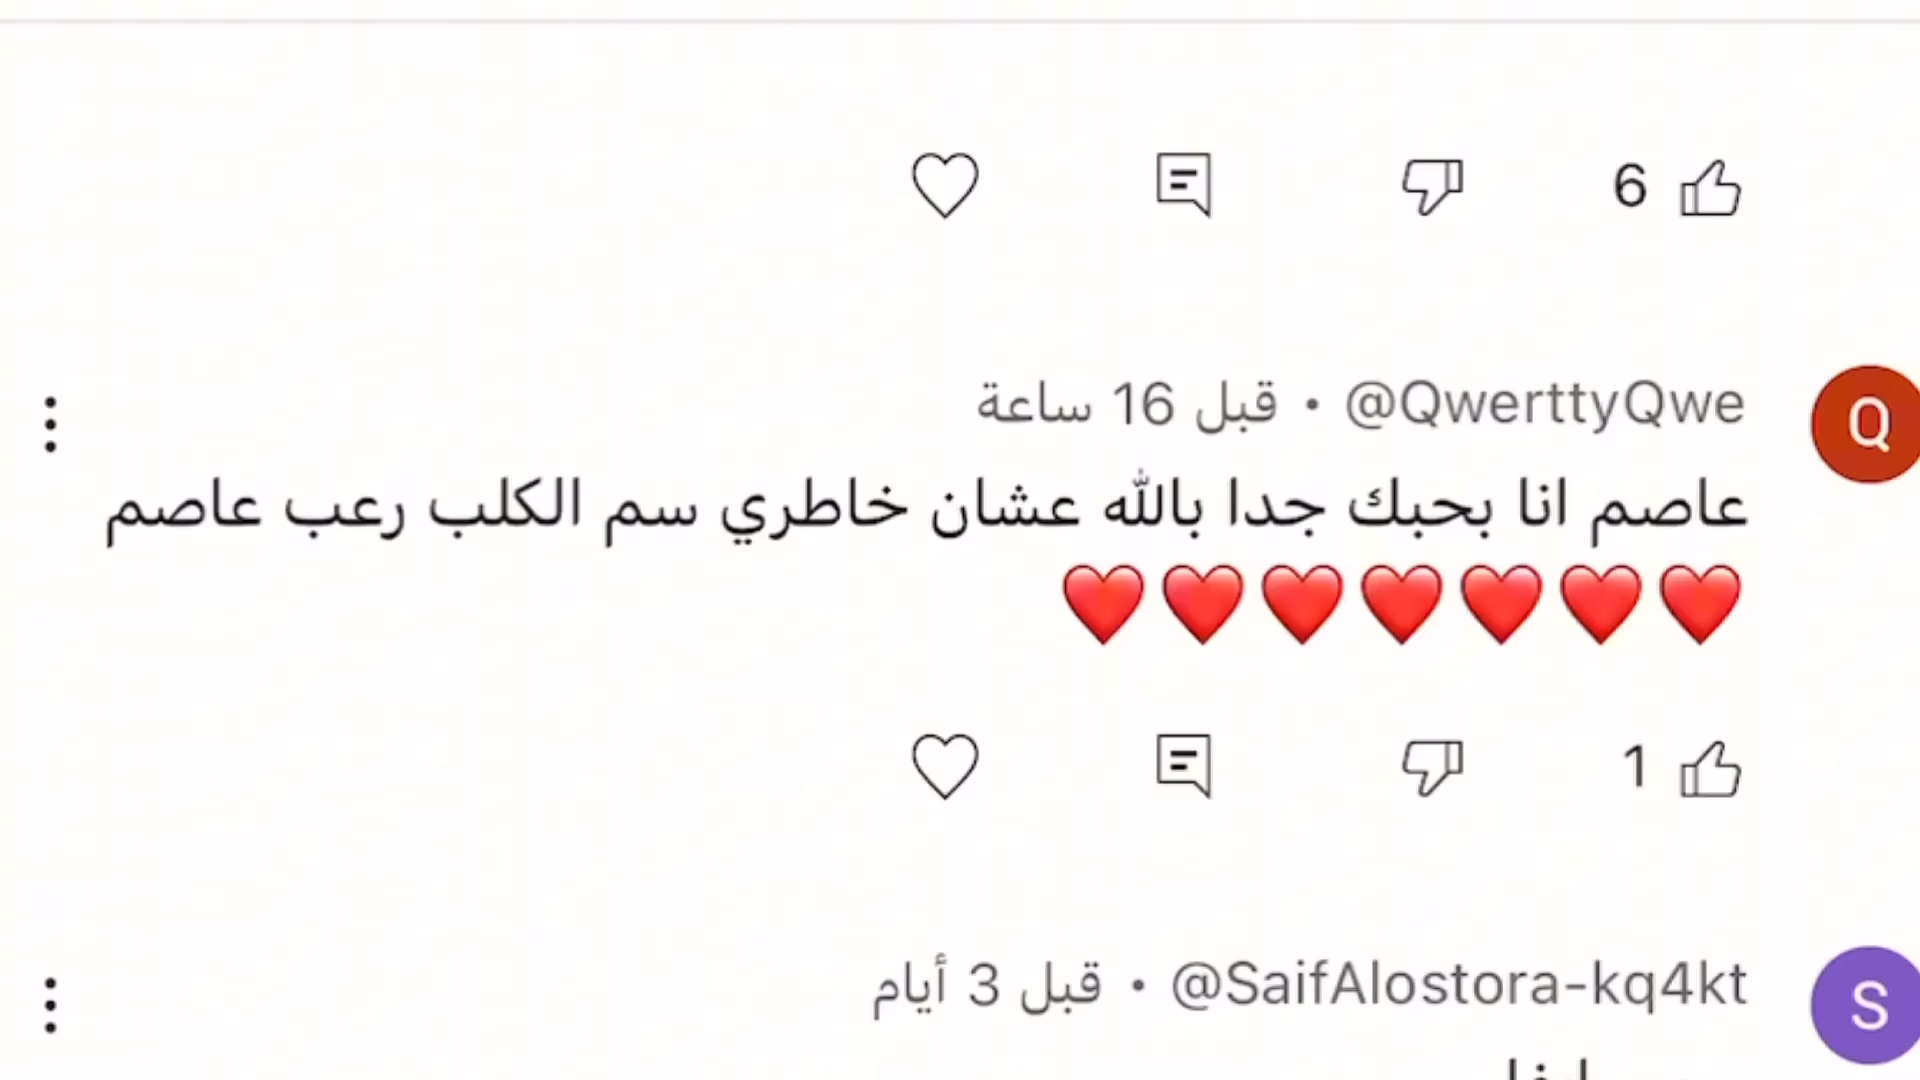 6
@QwerttyQwe • قبل 16 ساعة
Q
عاصم انا بحبك جدا بالله عشان خاطري سم الكلب رعب عاصم
❤️❤️❤️❤️❤️❤️❤️
1
@SaifAlostora-kq4kt • قبل 3 أيام
S